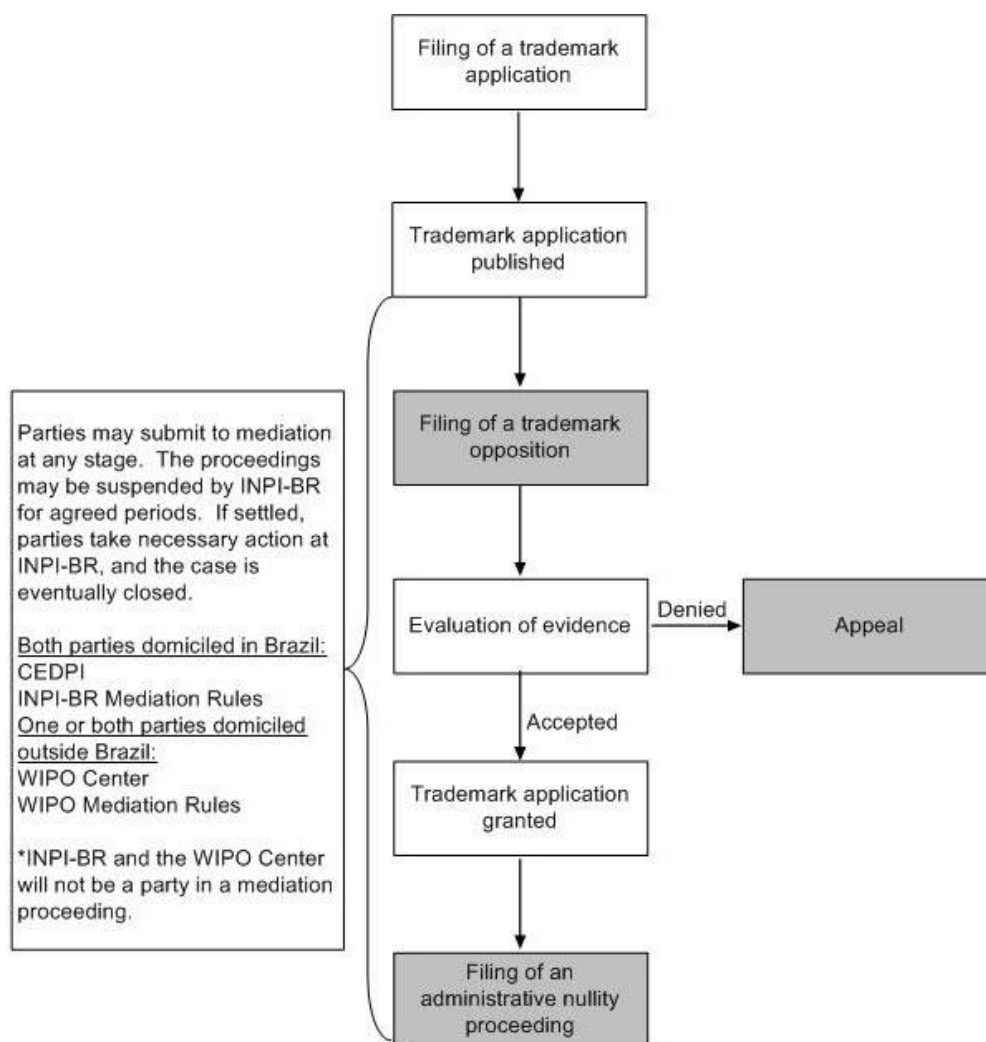 Filing of a trademark
application
Trademark application
published
Filing of a trademark
opposition
Parties may submit to mediation
at any stage.  The proceedings
may be suspended by INPI-BR
for agreed periods.  If settled,
parties take necessary action at
INPI-BR, and the case is
eventually closed.
Both parties domiciled in Brazil:
CEDPI
INPI-BR Mediation Rules
One or both parties domiciled
outside Brazil:
WIPO Center
WIPO Mediation Rules
*INPI-BR and the WIPO Center
will not be a party in a mediation
proceeding.
Evaluation of evidence
Denied
Appeal
Accepted
Trademark application
granted
Filing of an
administrative nullity
proceeding